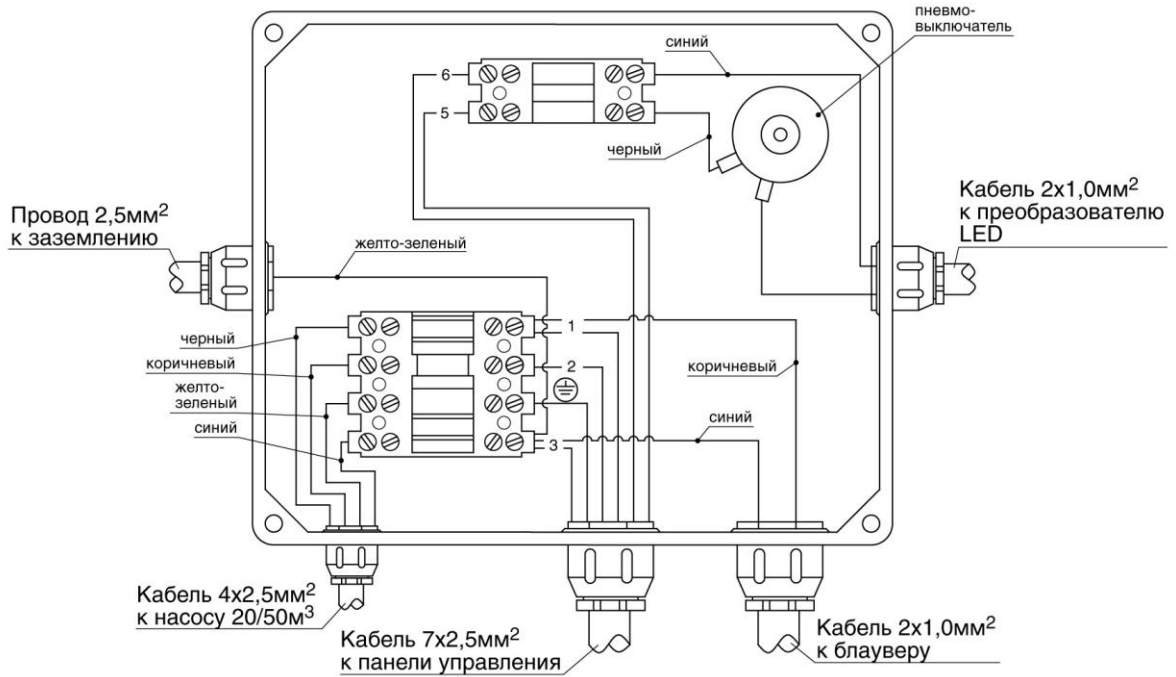 пневмо-
выключатель
синий
6
5
черный
Кабель 2х1,0мм²
к преобразователю
LED
Провод 2,5мм²
к заземлению
желто-зеленый
1
черный
коричневый
2
коричневый
желто-
зеленый
синий
синий
3
Кабель 4х2,5мм²
к насосу 20/50м³
Кабель 7х2,5мм²
к панели управления
Кабель 2х1,0мм²
к блауверу